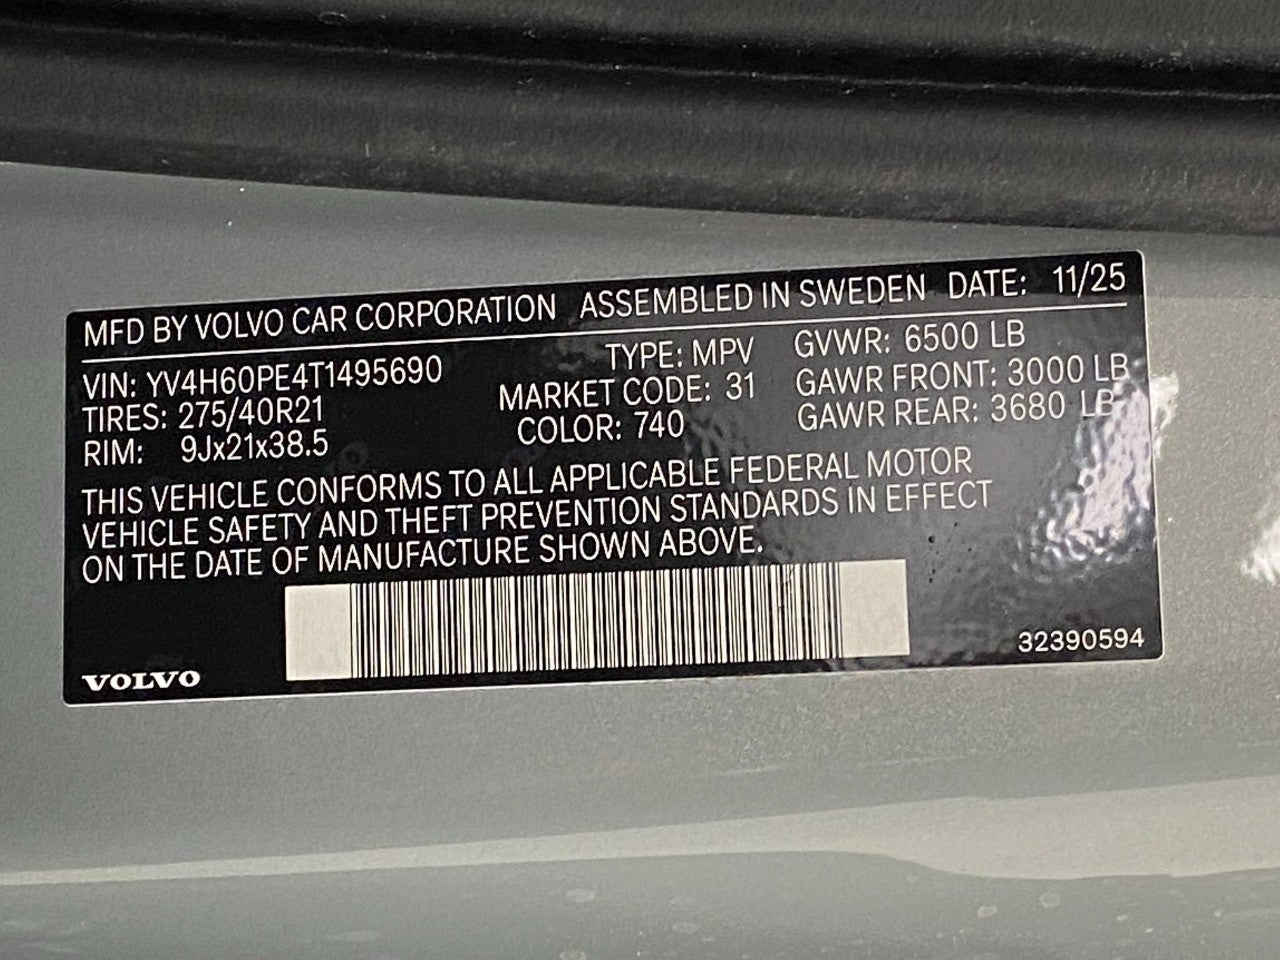 MFD BY VOLVO CAR CORPORATION ASSEMBLED IN SWEDEN DATE: 11/25
VIN: YV4H60PE4T1495690 TYPE: MPV GVWR: 6500 LB
TIRES: 275/40R21 MARKET CODE: 31 GAWR FRONT: 3000 LB
RIM: 9Jx21x38.5 COLOR: 740 GAWR REAR: 3680 LB
THIS VEHICLE CONFORMS TO ALL APPLICABLE FEDERAL MOTOR
VEHICLE SAFETY AND THEFT PREVENTION STANDARDS IN EFFECT
ON THE DATE OF MANUFACTURE SHOWN ABOVE.
VOLVO 32390594